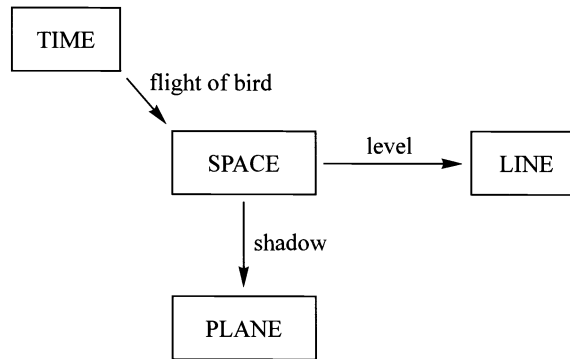 TIME
flight of bird
SPACE
level
LINE
shadow
PLANE